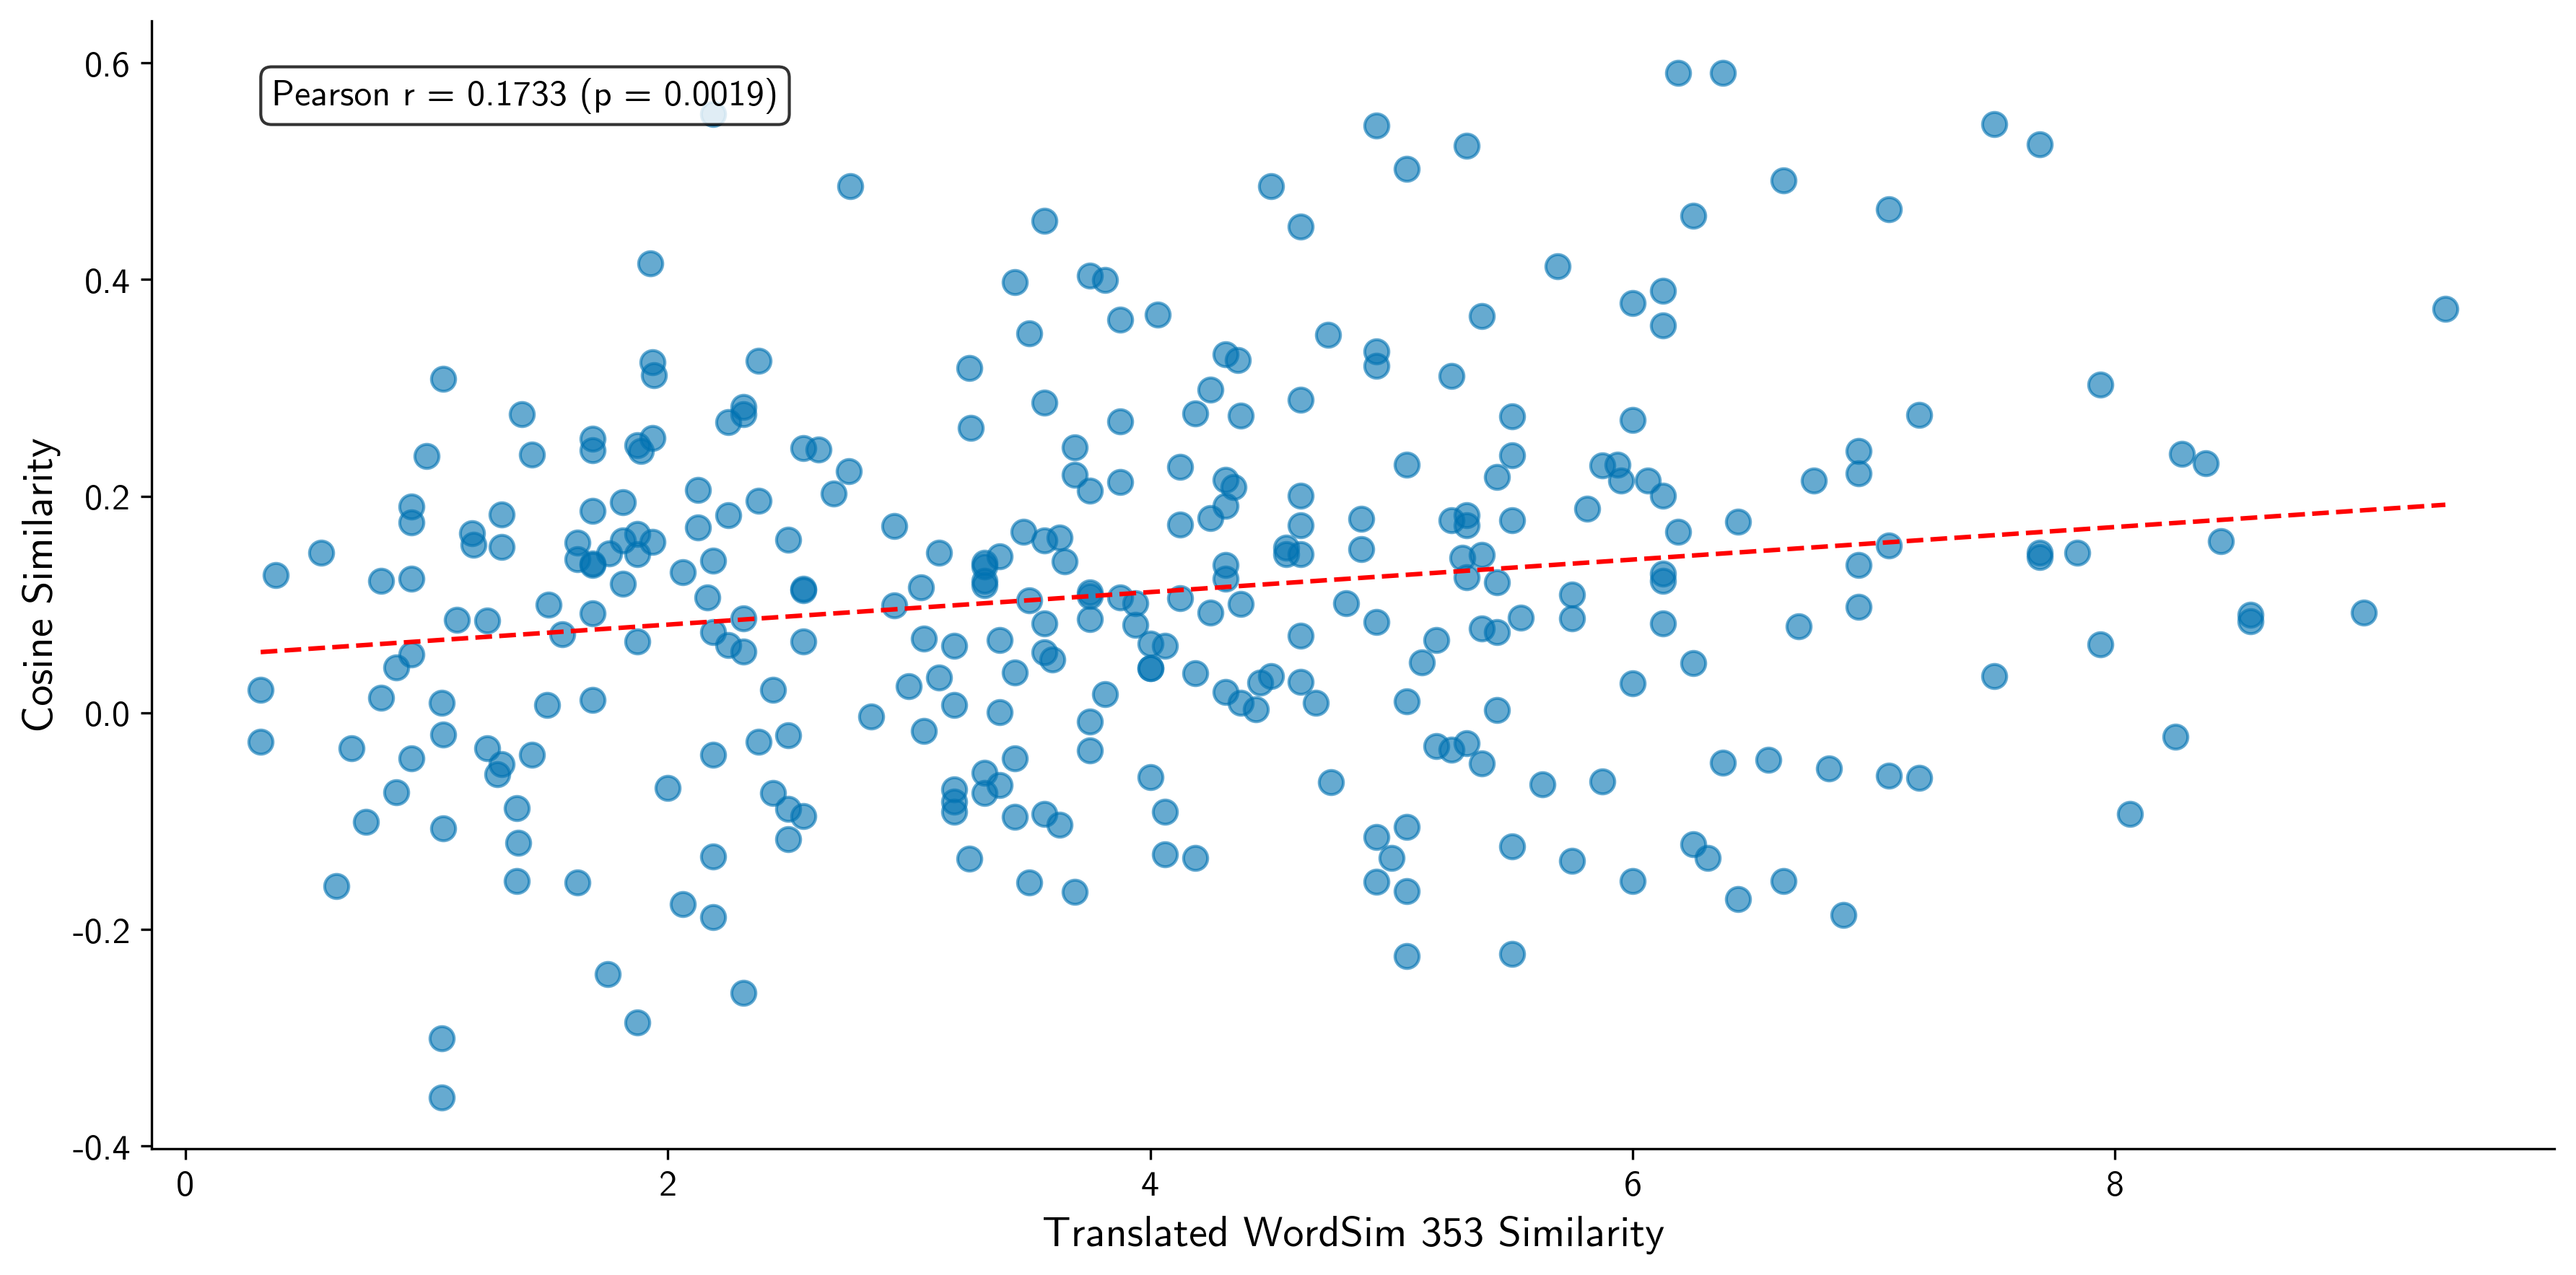 0.6
Pearson r = 0.1733 (p = 0.0019)
0.4
0.2
0.0
-0.2
-0.4
Cosine Similarity
0 2 4 6 8
Translated WordSim 353 Similarity